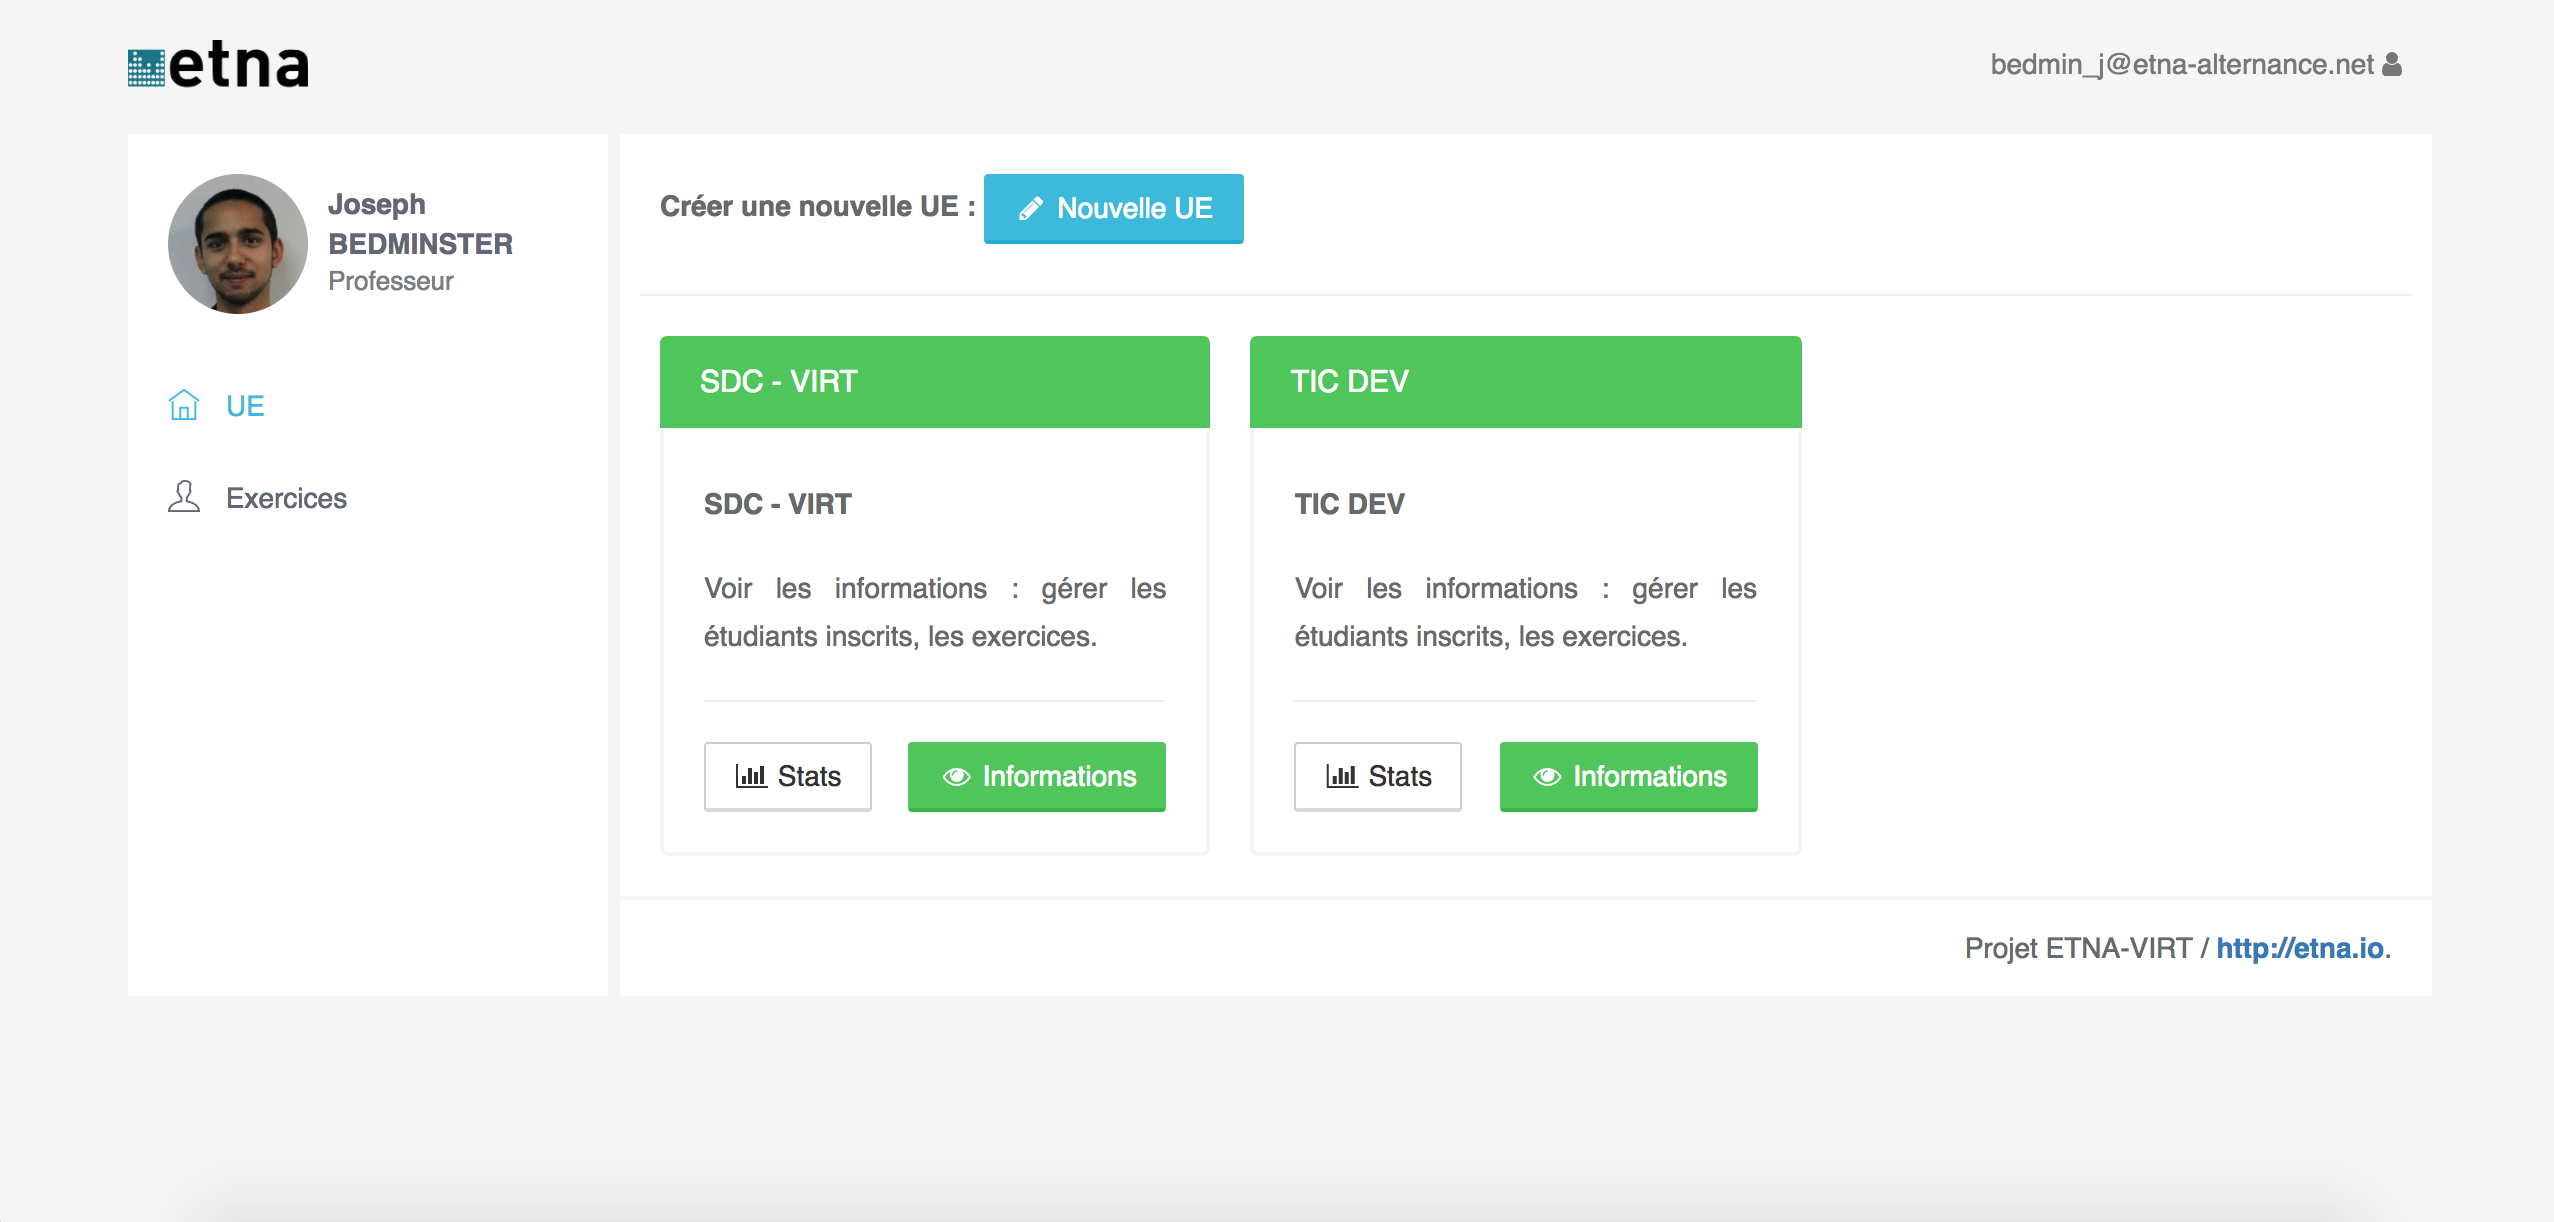 etna
bedmin_j@etna-alternance.net
Joseph
BEDMINSTER
Professeur
UE
Exercices
Créer une nouvelle UE :
Nouvelle UE
SDC - VIRT
SDC - VIRT
Voir les informations : gérer les
étudiants inscrits, les exercices.
Stats
Informations
TIC DEV
TIC DEV
Voir les informations : gérer les
étudiants inscrits, les exercices.
Stats
Informations
Projet ETNA-VIRT / http://etna.io.